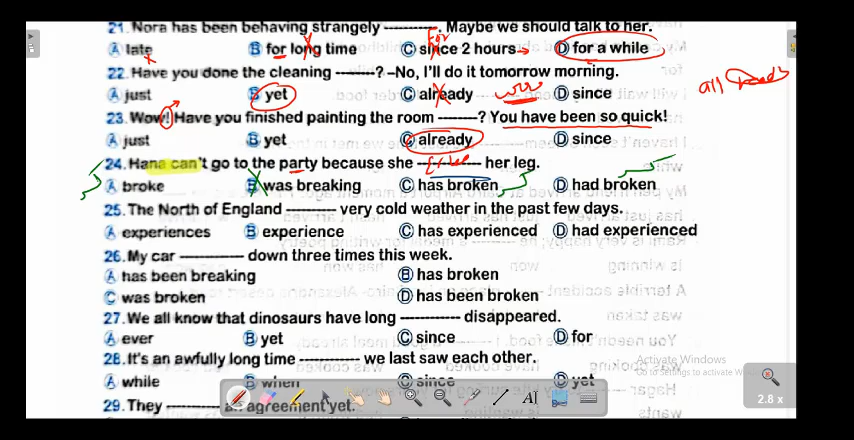 21. Nora has been behaving strangely ----------. Maybe we should talk to her.
A late B for long time C since 2 hours D for a while
for
22. Have you done the cleaning --------? –No, I'll do it tomorrow morning.
A just B yet C already D since
23. Wow! Have you finished painting the room --------? You have been so quick!
A just B yet C already D since
24. Hana can't go to the party because she ---------- her leg.
A broke B was breaking C has broken D had broken
25. The North of England ---------- very cold weather in the past few days.
A experiences B experience C has experienced D had experienced
26. My car ------------ down three times this week.
A has been breaking B has broken
C was broken D has been broken
27. We all know that dinosaurs have long ----------- disappeared.
A ever B yet C since D for
28. It's an awfully long time ----------- we last saw each other.
A while B when C since D yet
29. They agreement yet.
Activate Windows
Go to Settings to activate
2.8 x